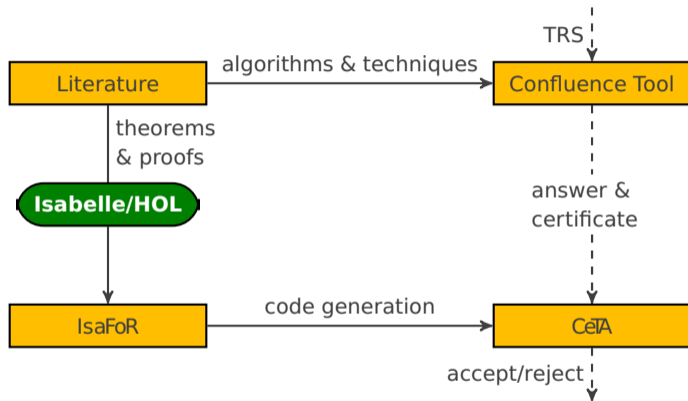 TRS
algorithms & techniques
Literature
Confluence Tool
theorems
& proofs
Isabelle/HOL
answer &
certificate
code generation
IsaFoR
CeTA
accept/reject